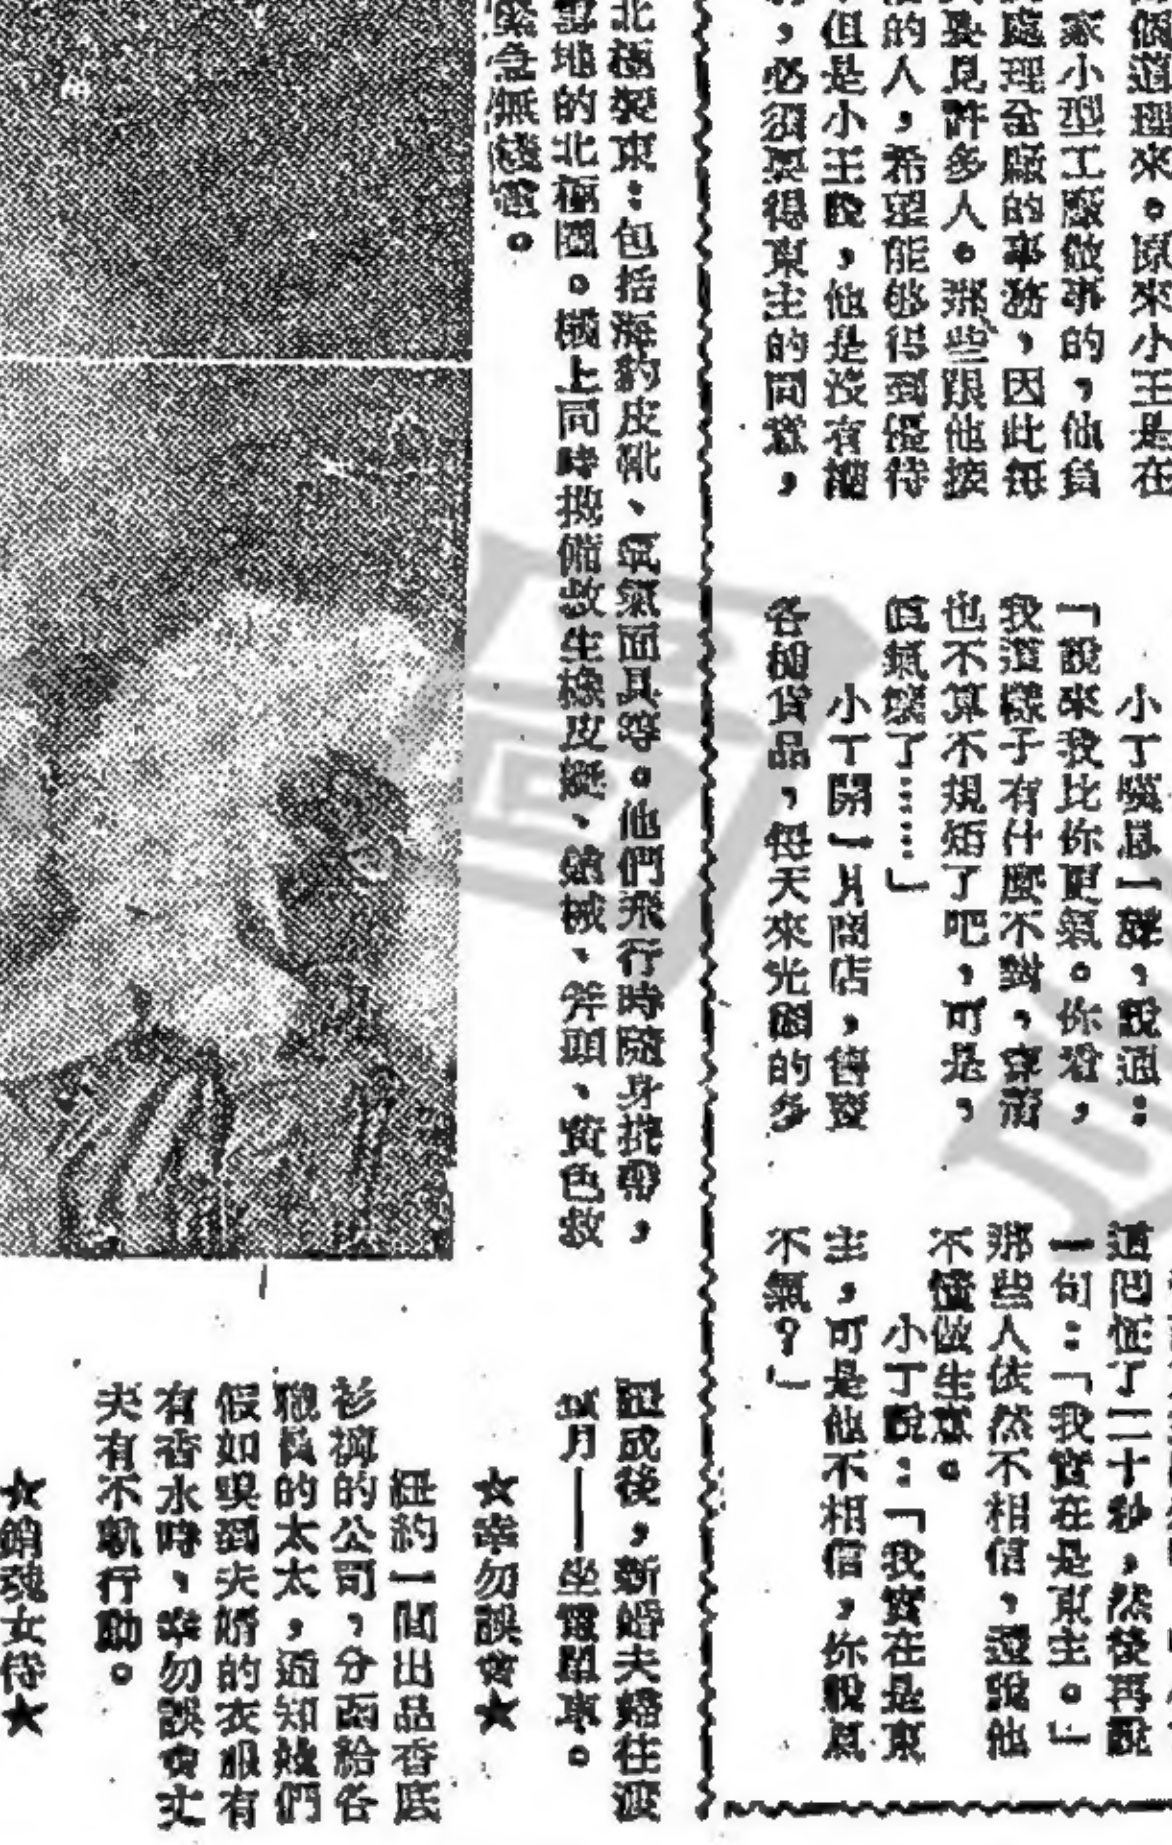 個道理來。原來小王是在
家小型工廠做事的，他負
處理全廠的事務，因此每
要見許多人。那些跟他接
的人，希望能够得到優待
但是小王說，他是沒有權
，必須要得東主的同意，
小丁嘆息一聲，說道：
「說來我比你更氣。你看，
我這樣子有什麼不對，穿着
也不算不規矩了吧，可是，
真氣壞了……」
小丁開一爿商店，售賣
各種貨品，每天來光顧的多
道們怔了二十秒，然後再說
一句：「我實在是東主。」
那些人依然不相信，還說他
不懂做生意。
小丁說：「我實在是東
主，可是他不相信，你說氣
不氣？」
北極裝束：包括海豹皮靴、氧氣面具等。他們飛行時隨身携帶，
雪地的北極圈。機上同時携備救生橡皮艇、槍械、斧頭、黃色救
緊急無綫電。
禮成後，新婚夫婦往渡
蜜月——坐電單車。
★幸勿誤會★
紐約一間出品香底
衫褲的公司，分函給各
職員的太太，通知她們
假如嗅到夫婿的衣服有
有香水時，幸勿誤會丈
夫有不軌行動。
★銷魂女侍★